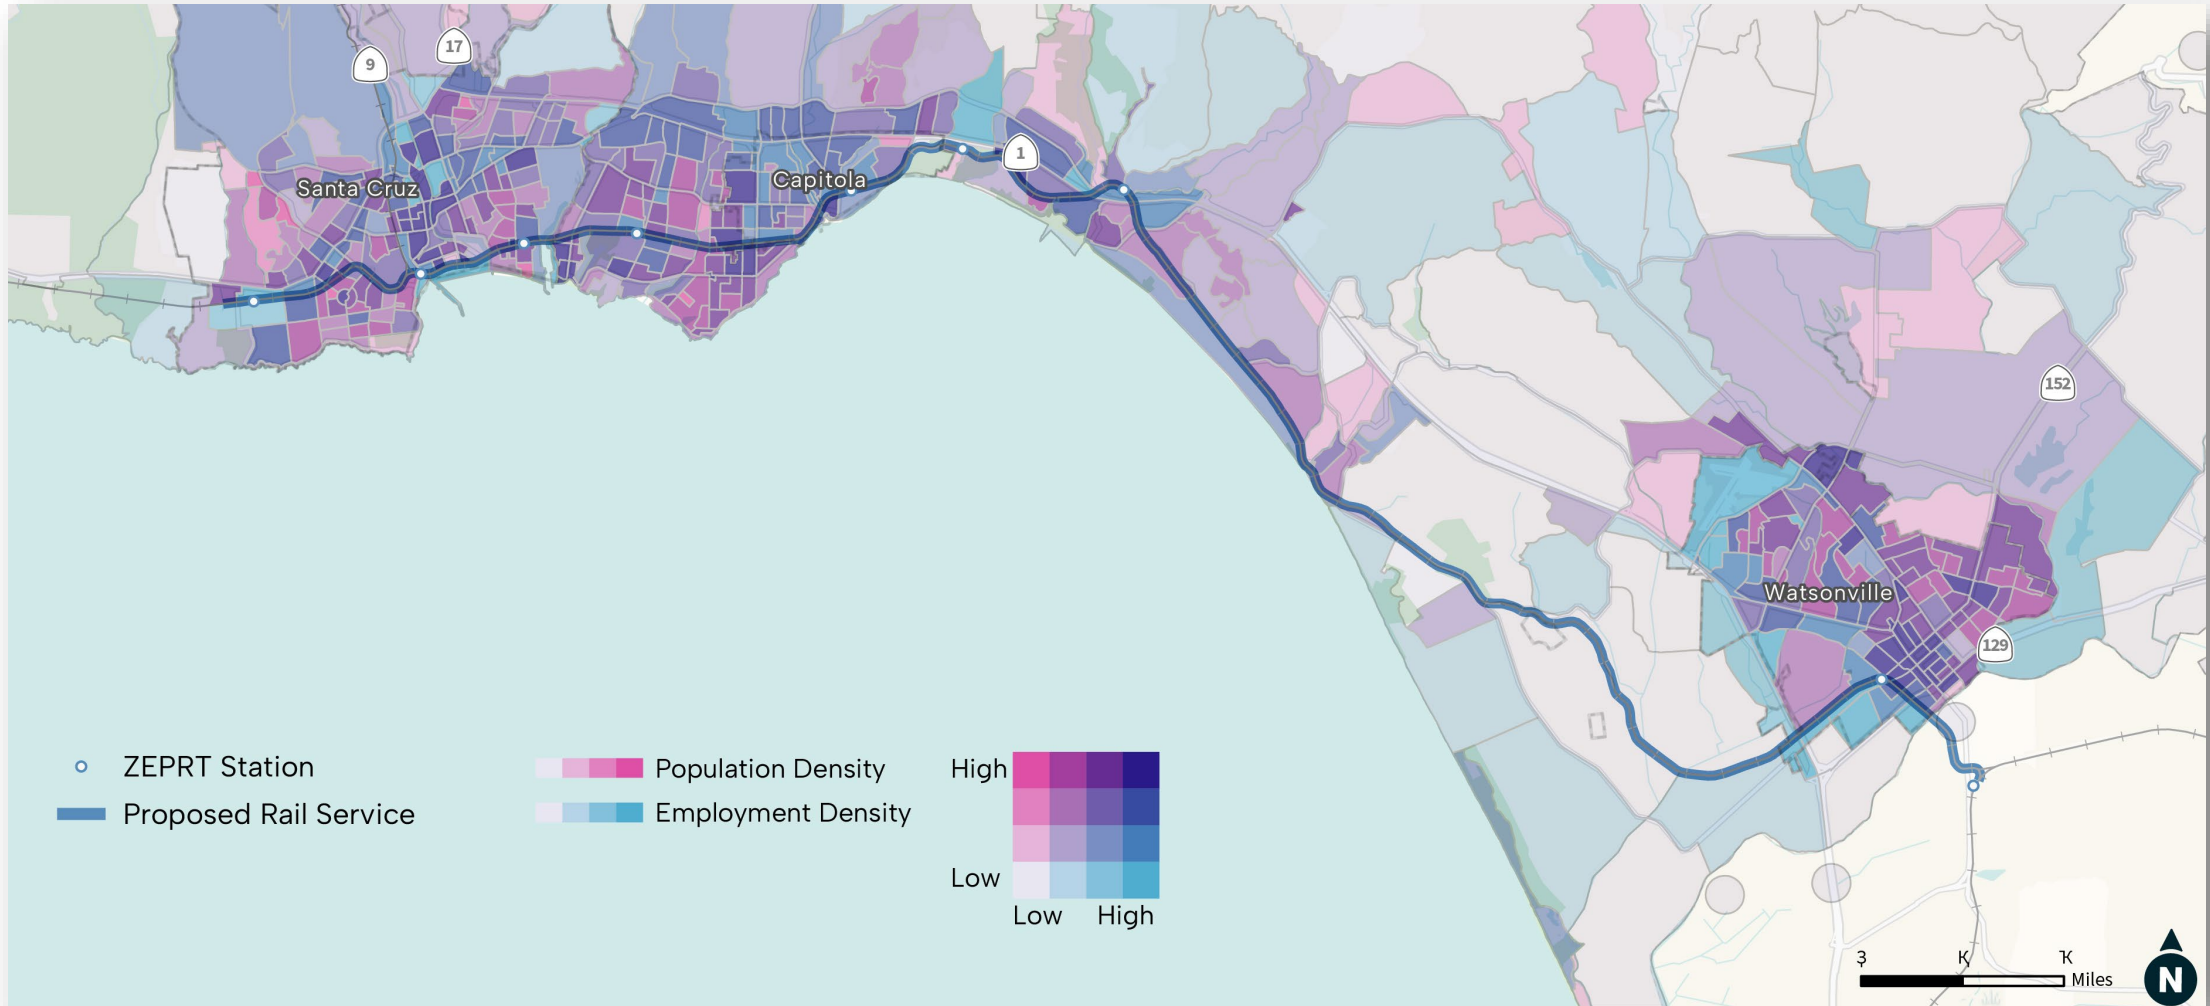 9
17
1
Santa Cruz
Capitola
152
Watsonville
129
ZEPRT Station
Proposed Rail Service
Population Density
Employment Density
High
Low
Low High
Miles
N